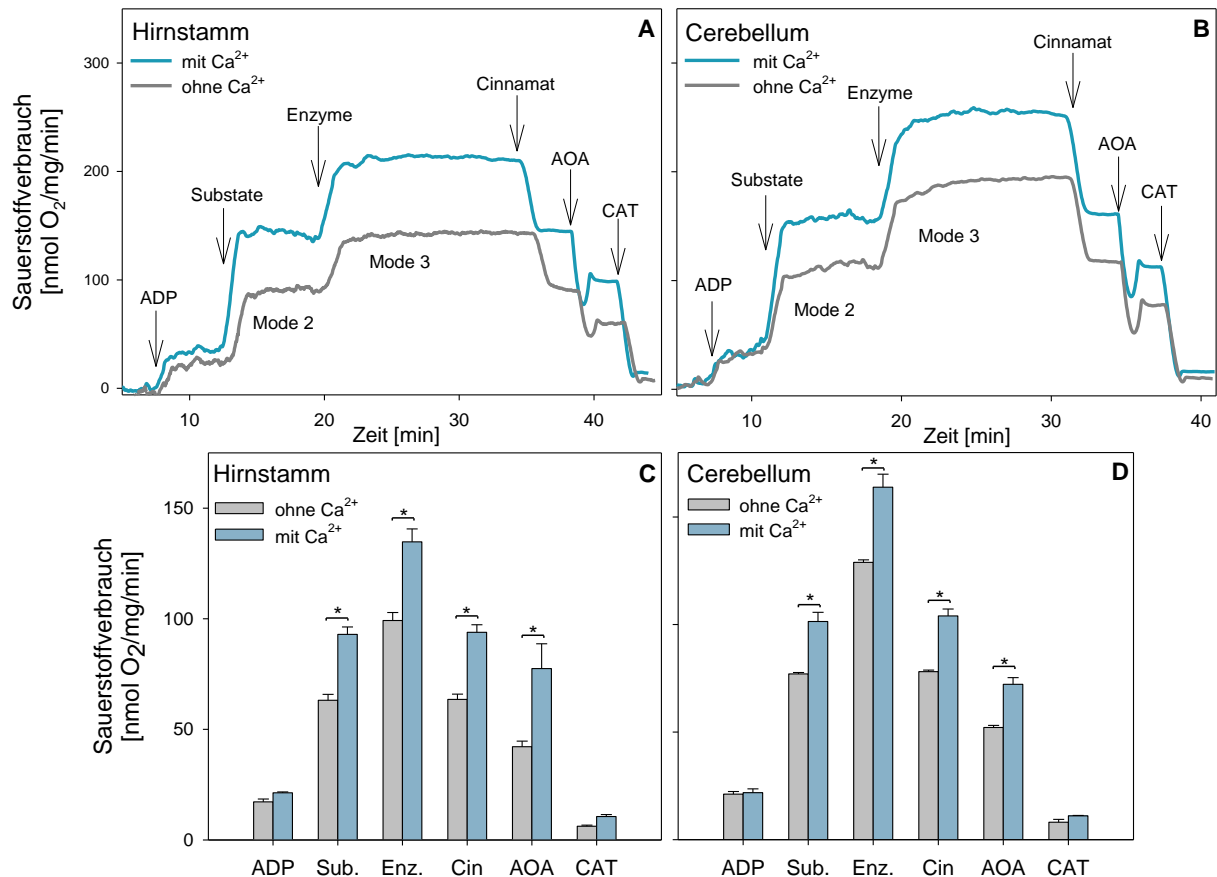 Hirnstamm A
mit Ca²⁺
ohne Ca²⁺
Cinnamat
Enzyme
AOA
Substrate
CAT
ADP
Mode 3
Mode 2
300
200
100
0
10 20 30 40
Zeit [min]
Sauerstoffverbrauch
[nmol O₂/mg/min]
Cerebellum B
mit Ca²⁺
ohne Ca²⁺
Cinnamat
Enzyme
AOA
Substrate
CAT
ADP
Mode 3
Mode 2
10 20 30 40
Zeit [min]
Hirnstamm C
ohne Ca²⁺
mit Ca²⁺
* * * *
150
100
50
0
ADP Sub. Enz. Cin AOA CAT
Sauerstoffverbrauch
[nmol O₂/mg/min]
Cerebellum D
ohne Ca²⁺
mit Ca²⁺
* * * *
ADP Sub. Enz. Cin AOA CAT